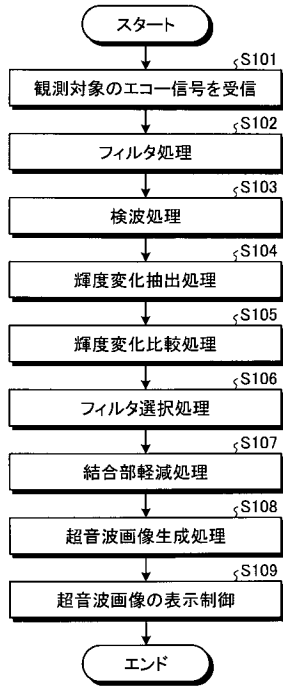 スタート
S101
観測対象のエコー信号を受信
S102
フィルタ処理
S103
検波処理
S104
輝度変化抽出処理
S105
輝度変化比較処理
S106
フィルタ選択処理
S107
結合部軽減処理
S108
超音波画像生成処理
S109
超音波画像の表示制御
エンド